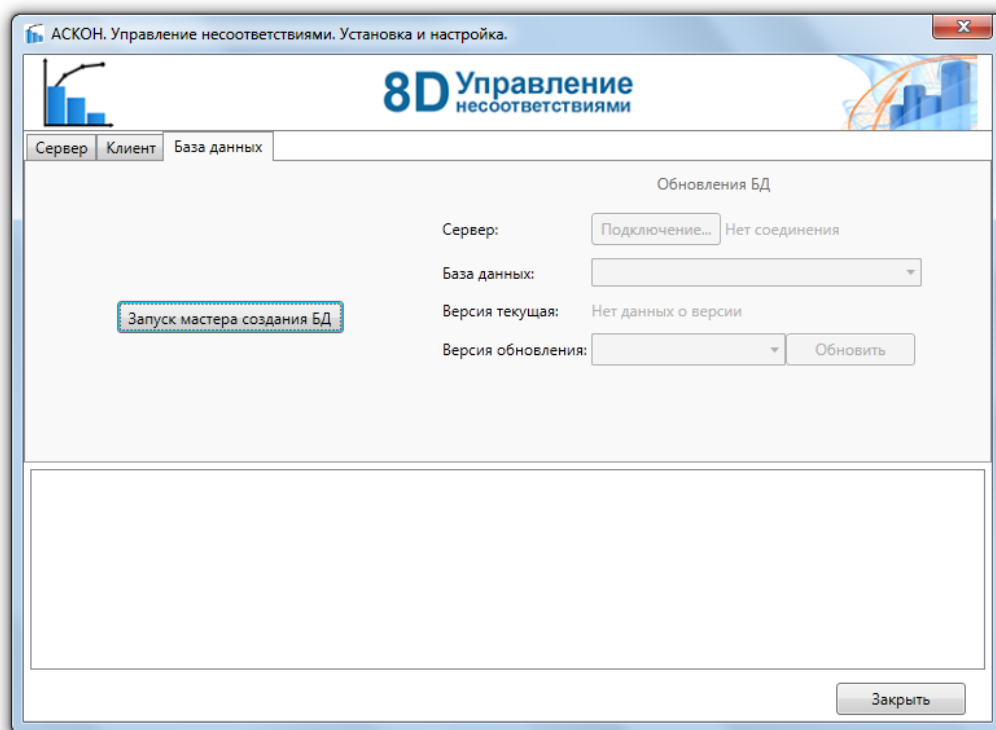 АСКОН. Управление несоответствиями. Установка и настройка.
8D Управление
несоответствиями
Сервер Клиент База данных
Обновления БД
Сервер: Подключение... Нет соединения
База данных:
Запуск мастера создания БД
Версия текущая: Нет данных о версии
Версия обновления: Обновить
Закрыть